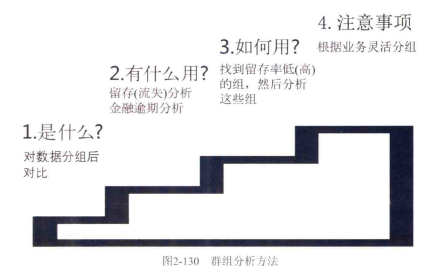 1.是什么?
对数据分组后
对比
2.有什么用?
留存(流失)分析
金融逾期分析
3.如何用?
找到留存率低(高)
的组，然后分析
这些组
4. 注意事项
根据业务灵活分组
图2-130 群组分析方法